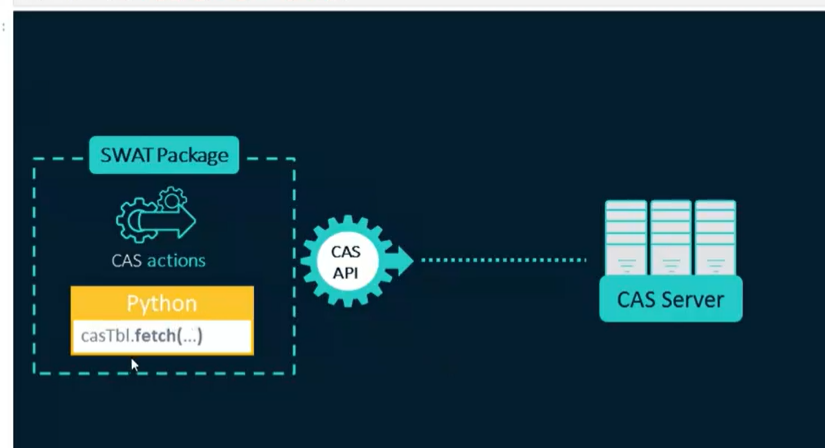 SWAT Package
CAS actions
Python
casTbl.fetch(...)
CAS
API
CAS Server